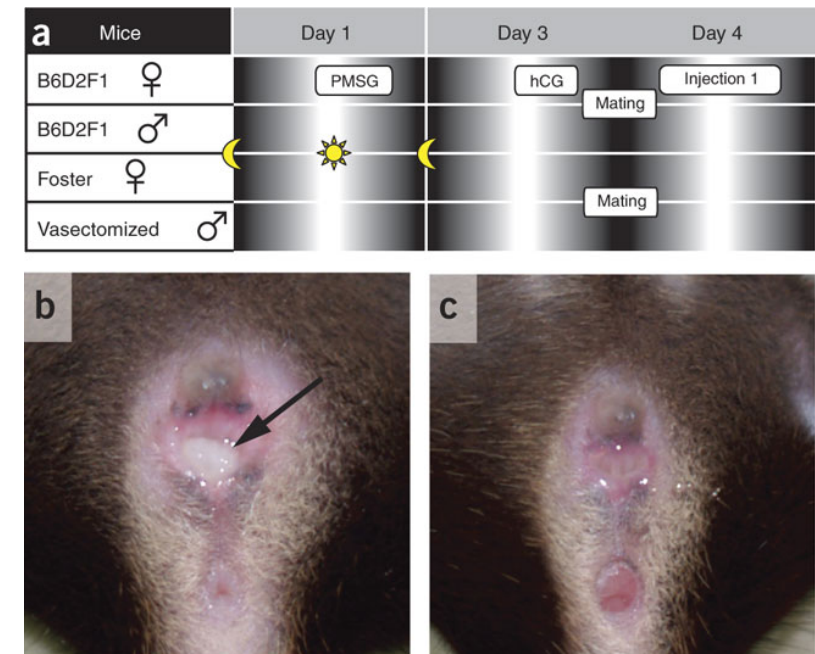 a Mice Day 1 Day 3 Day 4
B6D2F1 ♀ PMSG hCG Injection 1
Mating
B6D2F1 ♂
Foster ♀
Mating
Vasectomized ♂
b c